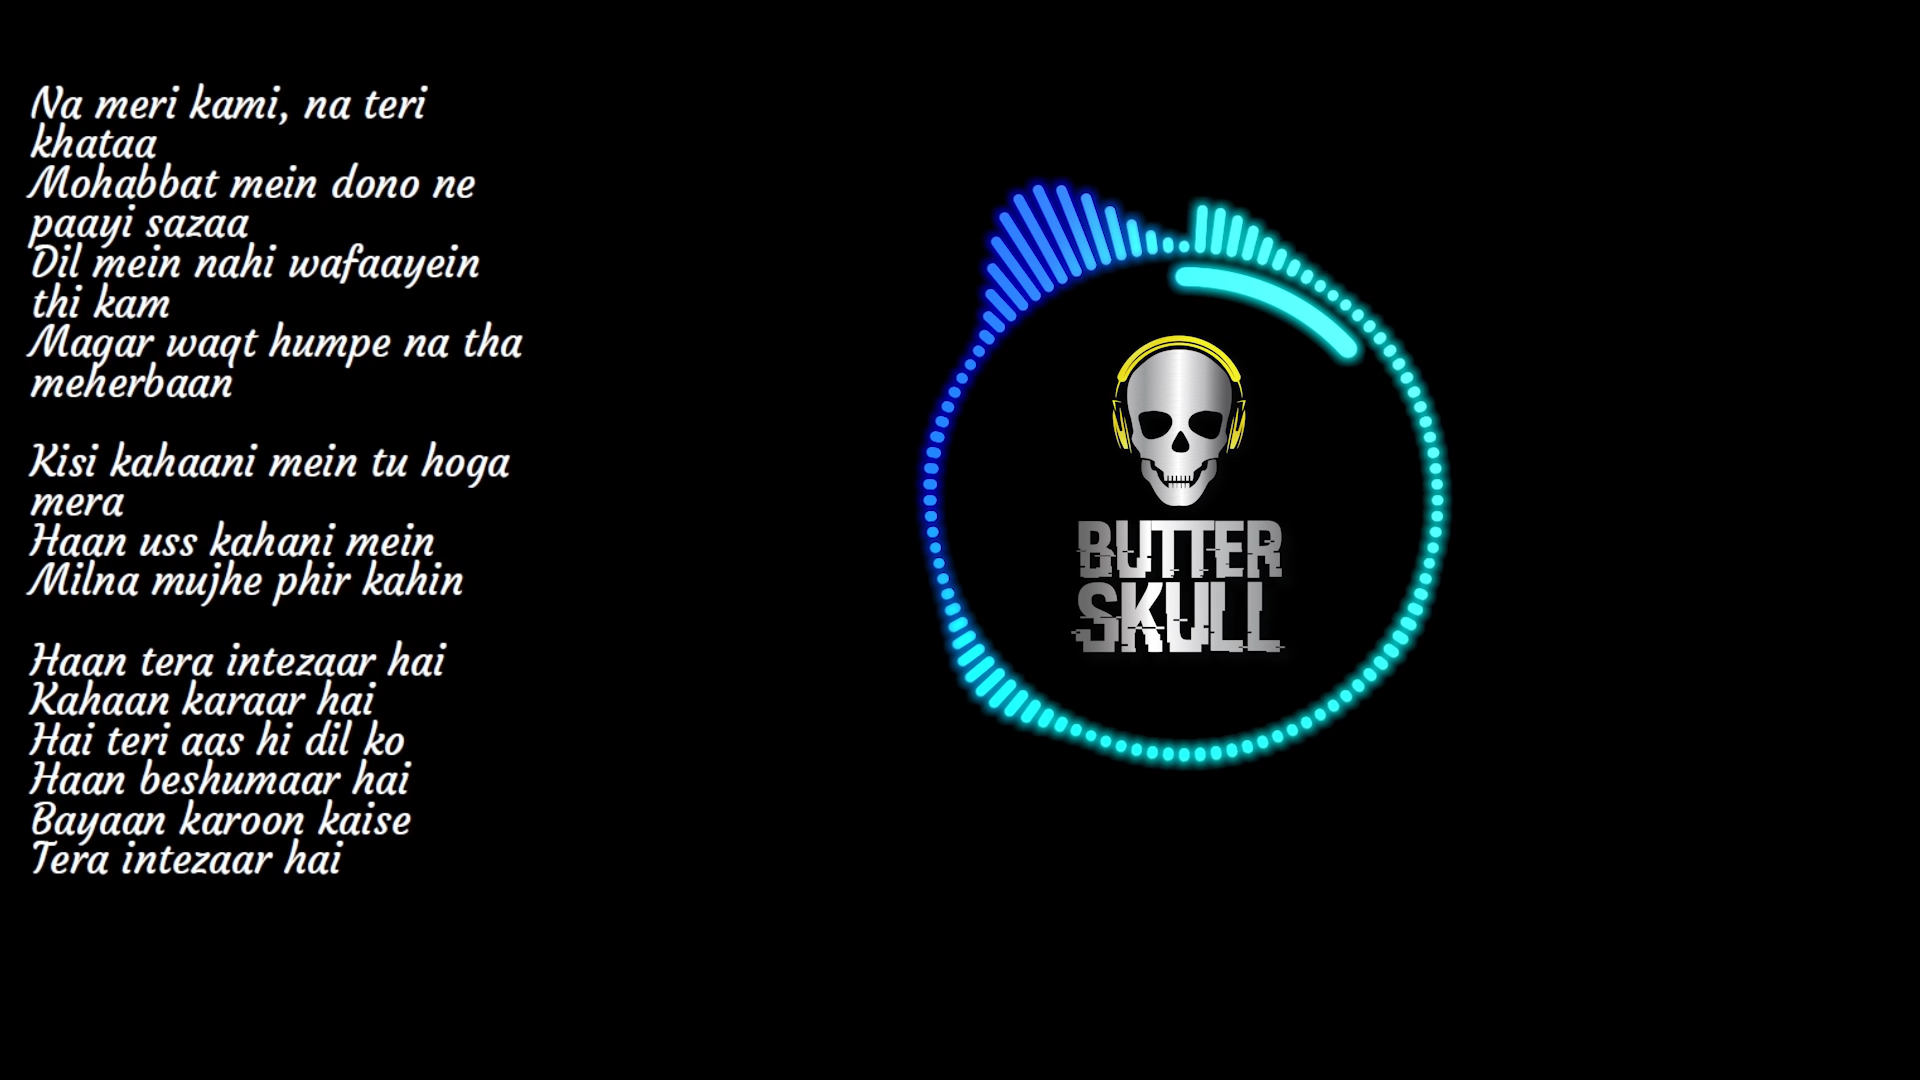 Na meri kami, na teri
khataa
Mohabbat mein dono ne
paayi sazaa
Dil mein nahi wafaayein
thi kam
Magar waqt humpe na tha
meherbaan
Kisi kahaani mein tu hoga
mera
Haan uss kahani mein
Milna mujhe phir kahin
Haan tera intezaar hai
Kahaan karaar hai
Hai teri aas hi dil ko
Haan beshumaar hai
Bayaan karoon kaise
Tera intezaar hai
BUTTER
SKULL